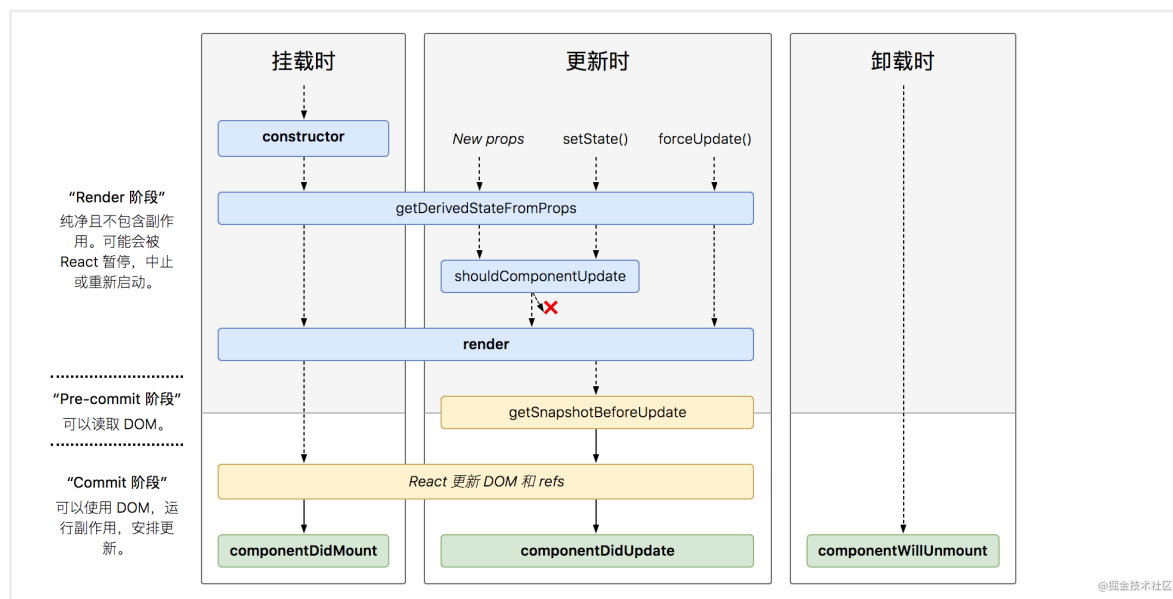 挂载时
更新时
卸载时
constructor
New props
setState()
forceUpdate()
“Render 阶段”
纯净且不包含副作
用。可能会被
React 暂停，中止
或重新启动。
getDerivedStateFromProps
shouldComponentUpdate
render
“Pre-commit 阶段”
可以读取 DOM。
getSnapshotBeforeUpdate
“Commit 阶段”
可以使用 DOM，运
行副作用，安排更
新。
React 更新 DOM 和 refs
componentDidMount
componentDidUpdate
componentWillUnmount
@掘金技术社区